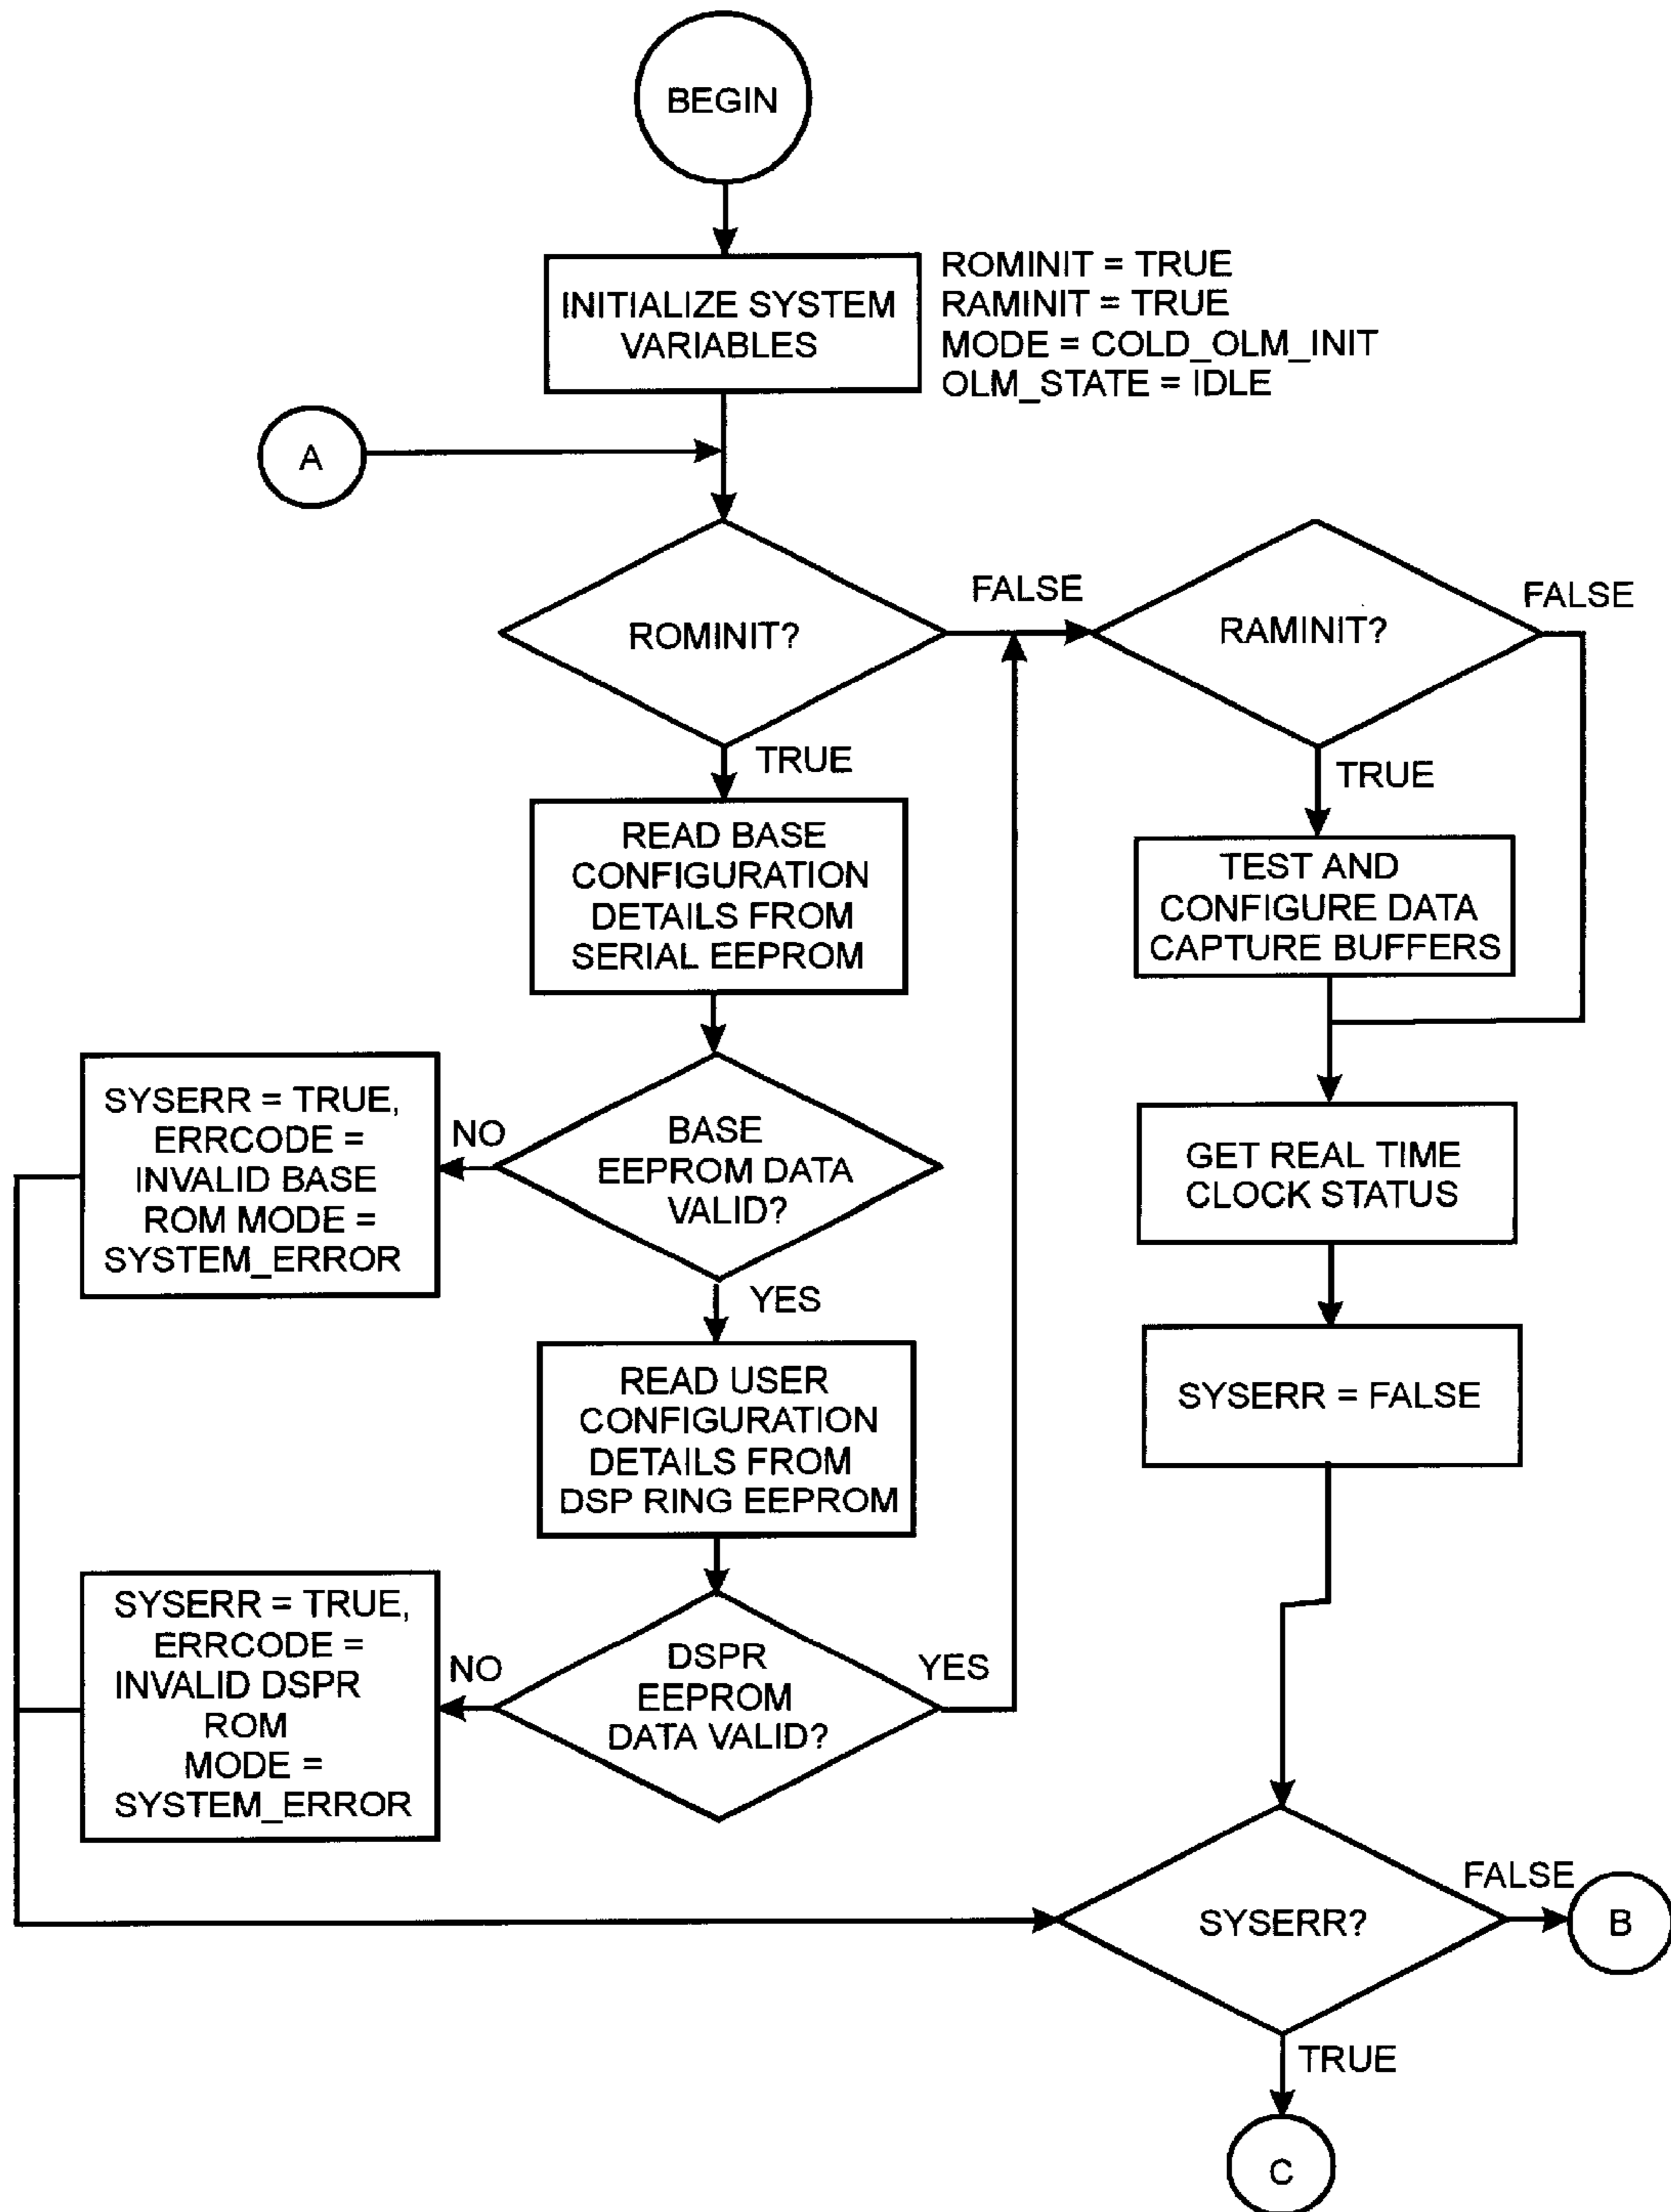 BEGIN
INITIALIZE SYSTEM
VARIABLES
ROMINIT = TRUE
RAMINIT = TRUE
MODE = COLD_OLM_INIT
OLM_STATE = IDLE
A
ROMINIT?
FALSE
RAMINIT?
FALSE
TRUE
TRUE
READ BASE
CONFIGURATION
DETAILS FROM
SERIAL EEPROM
TEST AND
CONFIGURE DATA
CAPTURE BUFFERS
SYSERR = TRUE,
ERRCODE =
INVALID BASE
ROM MODE =
SYSTEM_ERROR
NO
BASE
EEPROM DATA
VALID?
GET REAL TIME
CLOCK STATUS
YES
READ USER
CONFIGURATION
DETAILS FROM
DSP RING EEPROM
SYSERR = FALSE
SYSERR = TRUE,
ERRCODE =
INVALID DSPR
ROM
MODE =
SYSTEM_ERROR
NO
DSPR
EEPROM
DATA VALID?
YES
SYSERR?
FALSE
B
TRUE
C